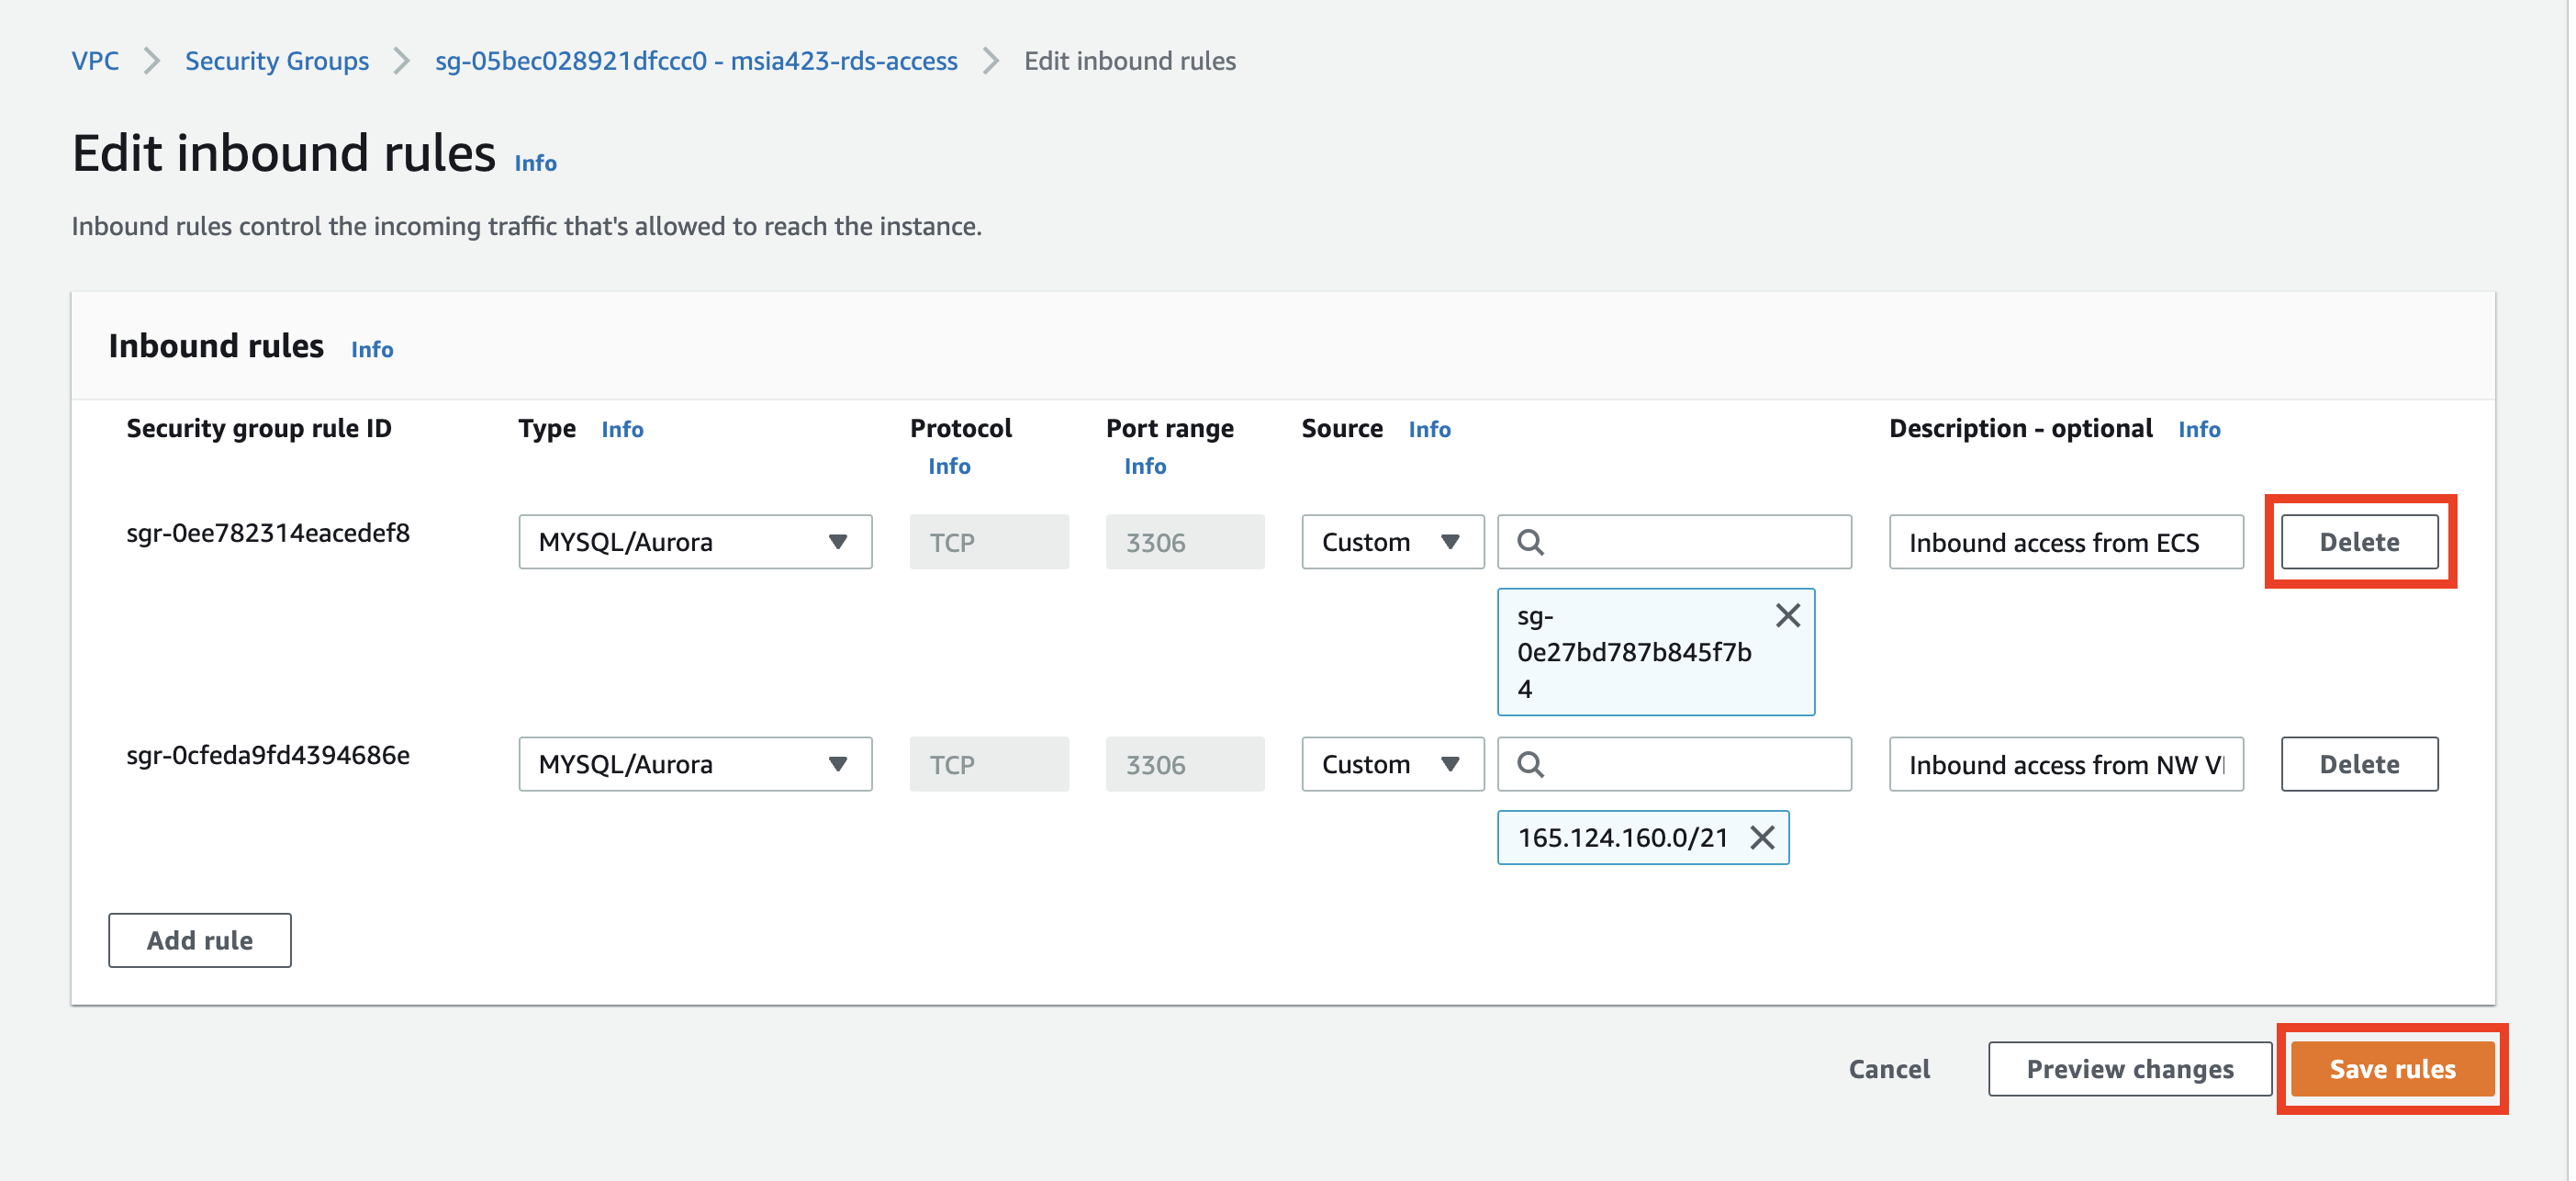 VPC Security Groups sg-05bec028921dfccc0 - msia423-rds-access Edit inbound rules
Edit inbound rules Info
Inbound rules control the incoming traffic that's allowed to reach the instance.
Inbound rules Info
Security group rule ID Type Info Protocol Port range Source Info Description - optional Info
Info Info
sgr-0ee782314eacedef8 MYSQL/Aurora TCP 3306 Custom Inbound access from ECS Delete
sg-
0e27bd787b845f7b
4
sgr-0cfeda9fd4394686e MYSQL/Aurora TCP 3306 Custom Inbound access from NW Delete
165.124.160.0/21
Add rule
Cancel Preview changes Save rules